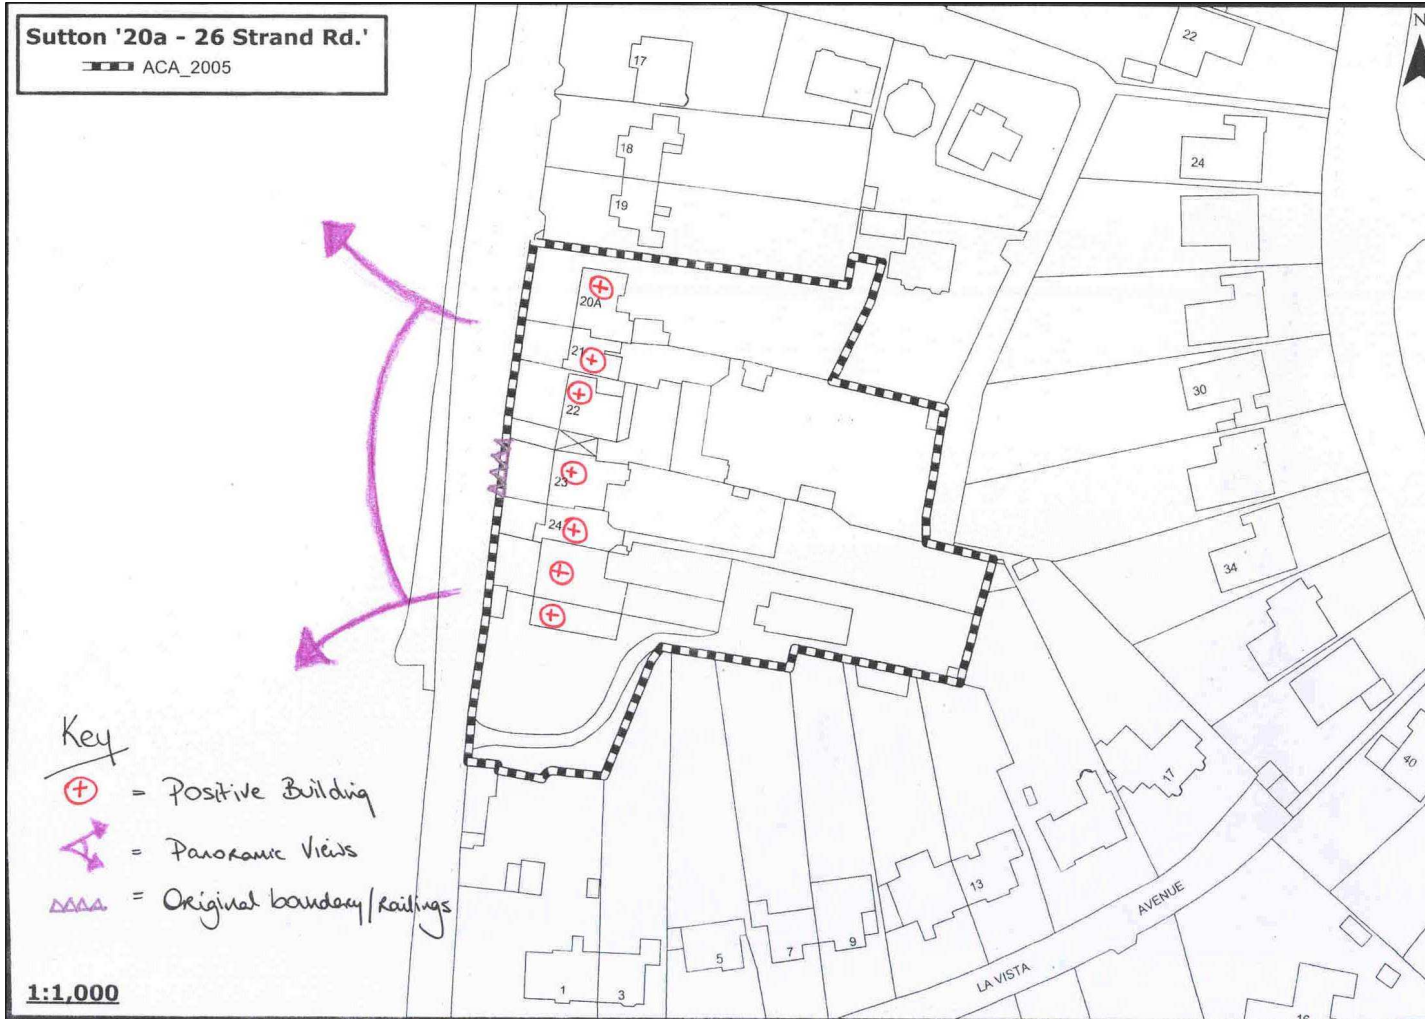 Sutton '20a - 26 Strand Rd.'
ACA_2005
N
22
17
18
24
19
20A
21
22
30
23
24
34
Key
+ = Positive Building
= Panoramic Views
= Original boundary/railings
17
40
13
AVENUE
9
7
5
LA VISTA
1
3
16
1:1,000